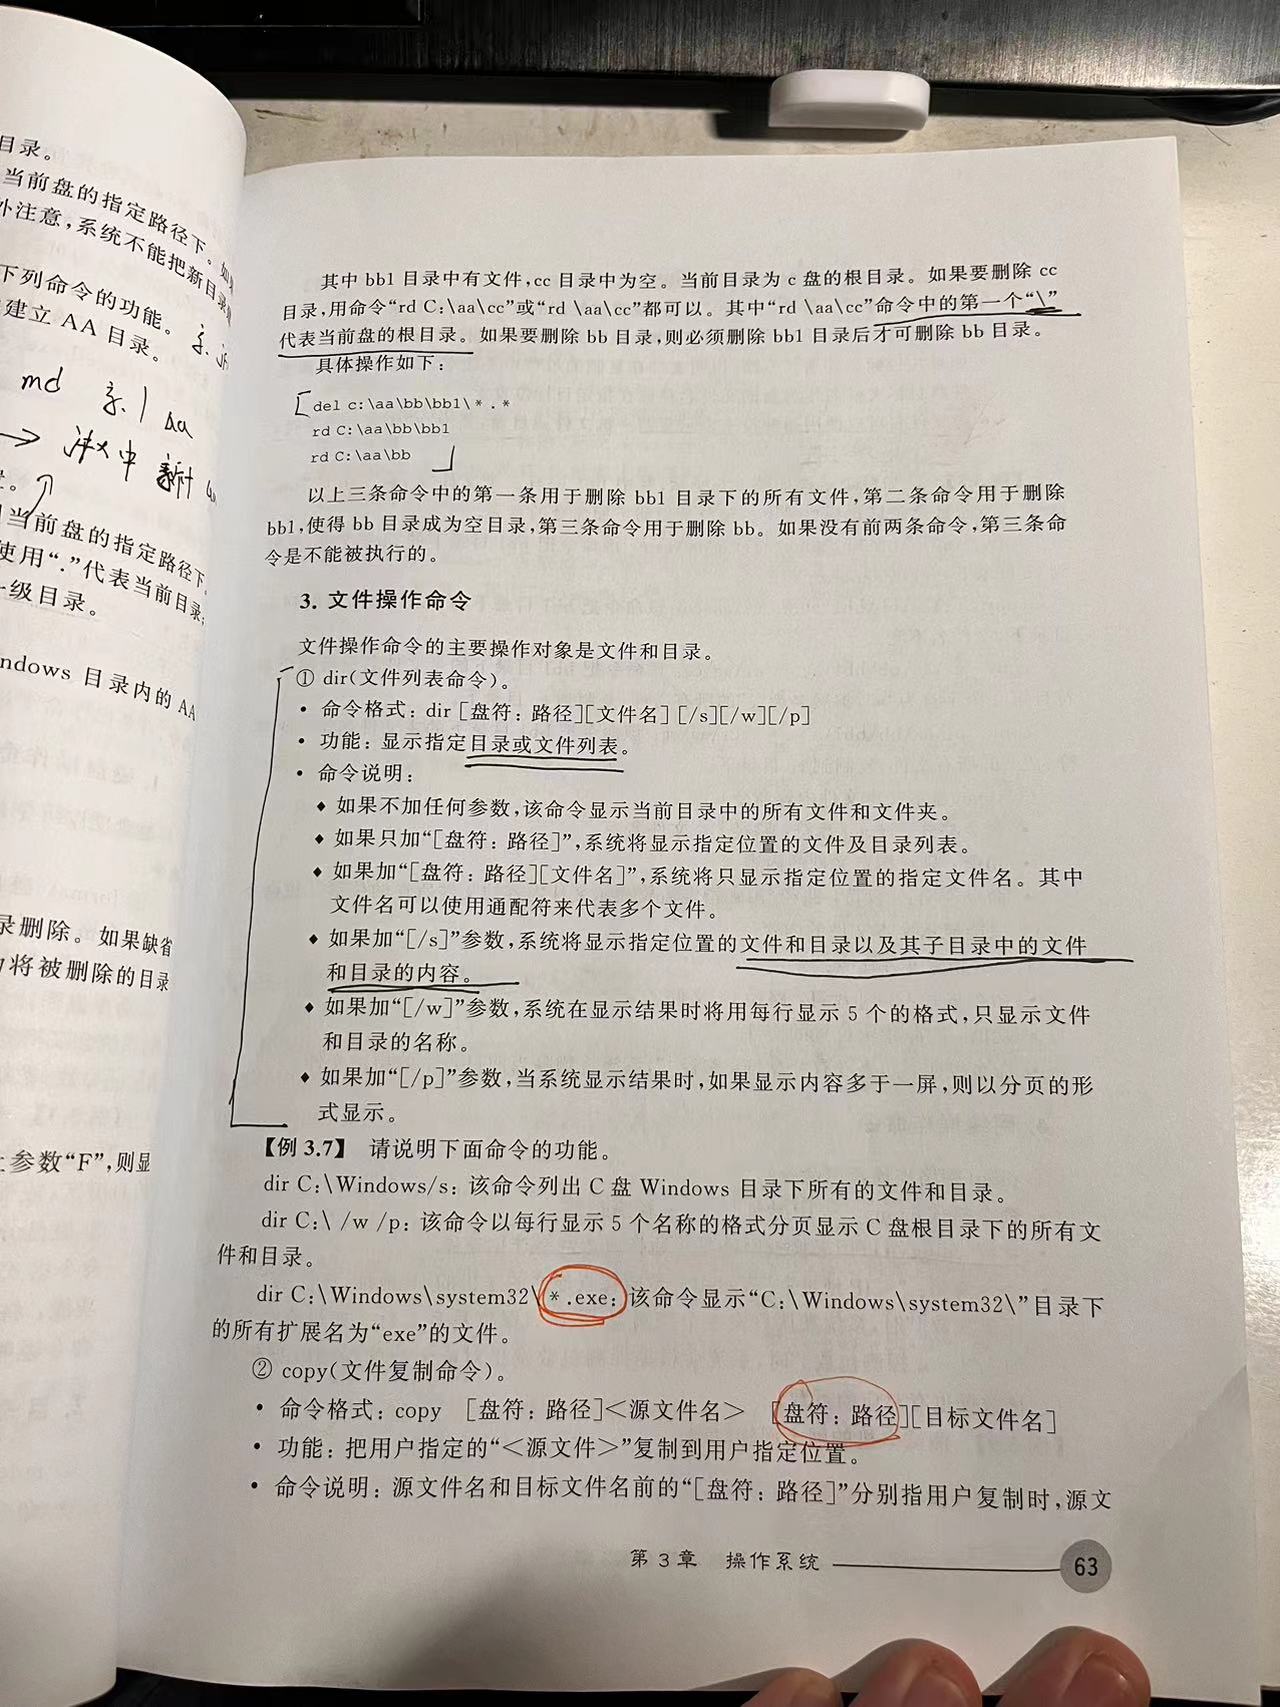 目录。
当前盘的指定路径下。如
外注意,系统不能把新目录
下列命令的功能。
建立 AA 目录。
md
aa
当前盘的指定路径下
使用“.”代表当前目录;
一级目录。
ndows 目录内的 AA
录删除。如果缺省
将被删除的目录
参数“F”,则显
其中 bb1 目录中有文件,cc 目录中为空。当前目录为 c 盘的根目录。如果要删除 cc
目录,用命令“rd C:\aa\cc”或“rd \aa\cc”都可以。其中“rd \aa\cc”命令中的第一个“\”
代表当前盘的根目录。如果要删除 bb 目录,则必须删除 bb1 目录后才可删除 bb 目录。
具体操作如下:
del c:\aa\bb\bb1\*.*
rd C:\aa\bb\bb1
rd C:\aa\bb
以上三条命令中的第一条用于删除 bb1 目录下的所有文件,第二条命令用于删除
bb1,使得 bb 目录成为空目录,第三条命令用于删除 bb。如果没有前两条命令,第三条命
令是不能被执行的。
3. 文件操作命令
文件操作命令的主要操作对象是文件和目录。
① dir(文件列表命令)。
• 命令格式: dir [盘符: 路径][文件名] [/s][/w][/p]
• 功能: 显示指定目录或文件列表。
• 命令说明:
◆ 如果不加任何参数,该命令显示当前目录中的所有文件和文件夹。
◆ 如果只加“[盘符: 路径]”,系统将显示指定位置的文件及目录列表。
◆ 如果加“[盘符: 路径][文件名]”,系统将只显示指定位置的指定文件名。其中
文件名可以使用通配符来代表多个文件。
◆ 如果加“[/s]”参数,系统将显示指定位置的文件和目录以及其子目录中的文件
和目录的内容。
◆ 如果加“[/w]”参数,系统在显示结果时将用每行显示 5 个的格式,只显示文件
和目录的名称。
◆ 如果加“[/p]”参数,当系统显示结果时,如果显示内容多于一屏,则以分页的形
式显示。
【例 3.7】 请说明下面命令的功能。
dir C:\Windows/s: 该命令列出 C 盘 Windows 目录下所有的文件和目录。
dir C:\ /w /p: 该命令以每行显示 5 个名称的格式分页显示 C 盘根目录下的所有文
件和目录。
dir C:\Windows\system32\*.exe: 该命令显示“C:\Windows\system32\”目录下
的所有扩展名为“exe”的文件。
② copy(文件复制命令)。
• 命令格式: copy [盘符: 路径]<源文件名> [盘符: 路径][目标文件名]
• 功能: 把用户指定的“<源文件>”复制到用户指定位置。
• 命令说明: 源文件名和目标文件名前的“[盘符: 路径]”分别指用户复制时,源文
第 3 章 操作系统 63